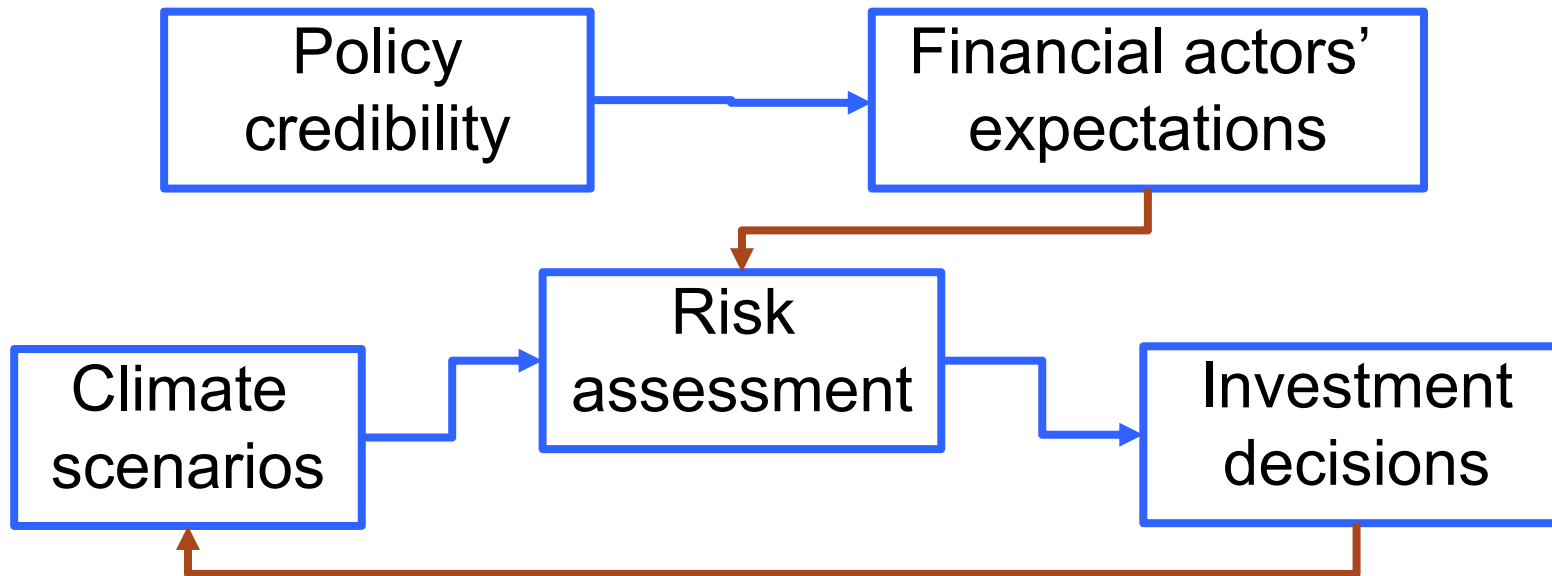 Policy
credibility
Financial actors’
expectations
Risk
assessment
Climate
scenarios
Investment
decisions